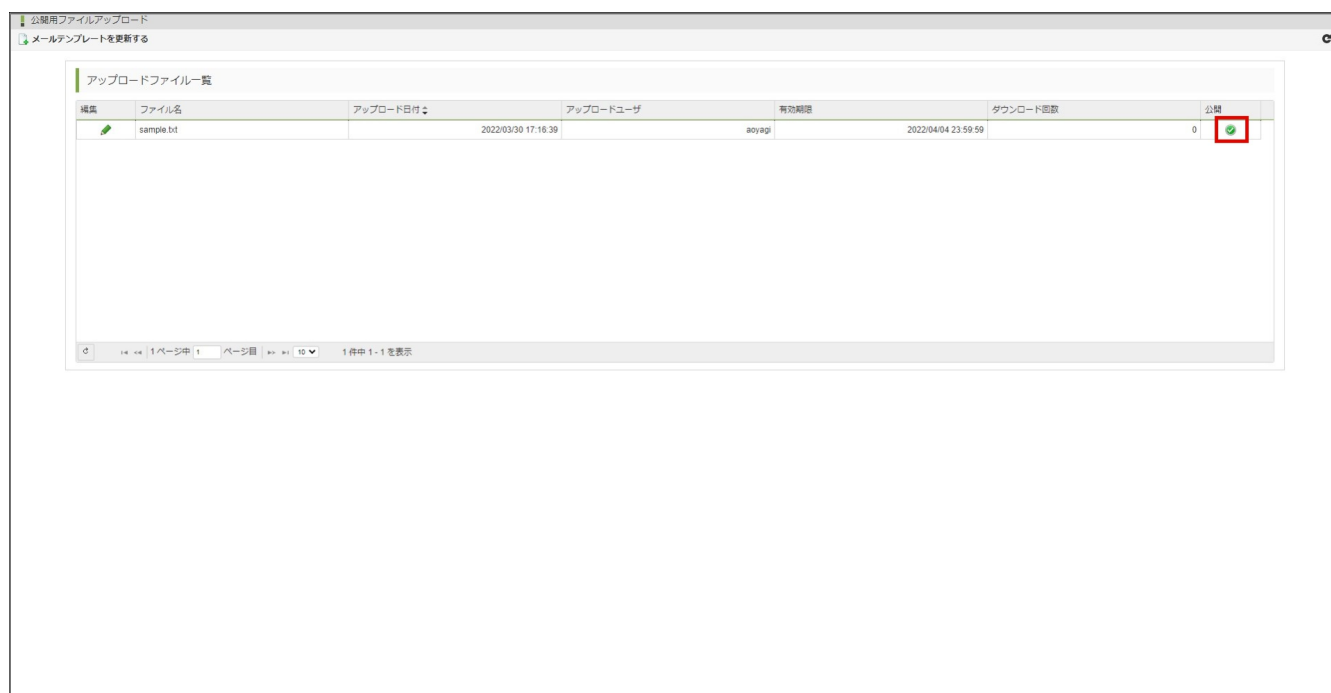 公開用ファイルアップロード
メールテンプレートを更新する
アップロードファイル一覧
編集 ファイル名 アップロード日付 アップロードユーザ 有効期限 ダウンロード回数 公開
sample.txt 2022/03/30 17:16:39 aoyagi 2022/04/04 23:59:59 0
1 ページ中 1 ページ目 10 1 件中 1 - 1 を表示